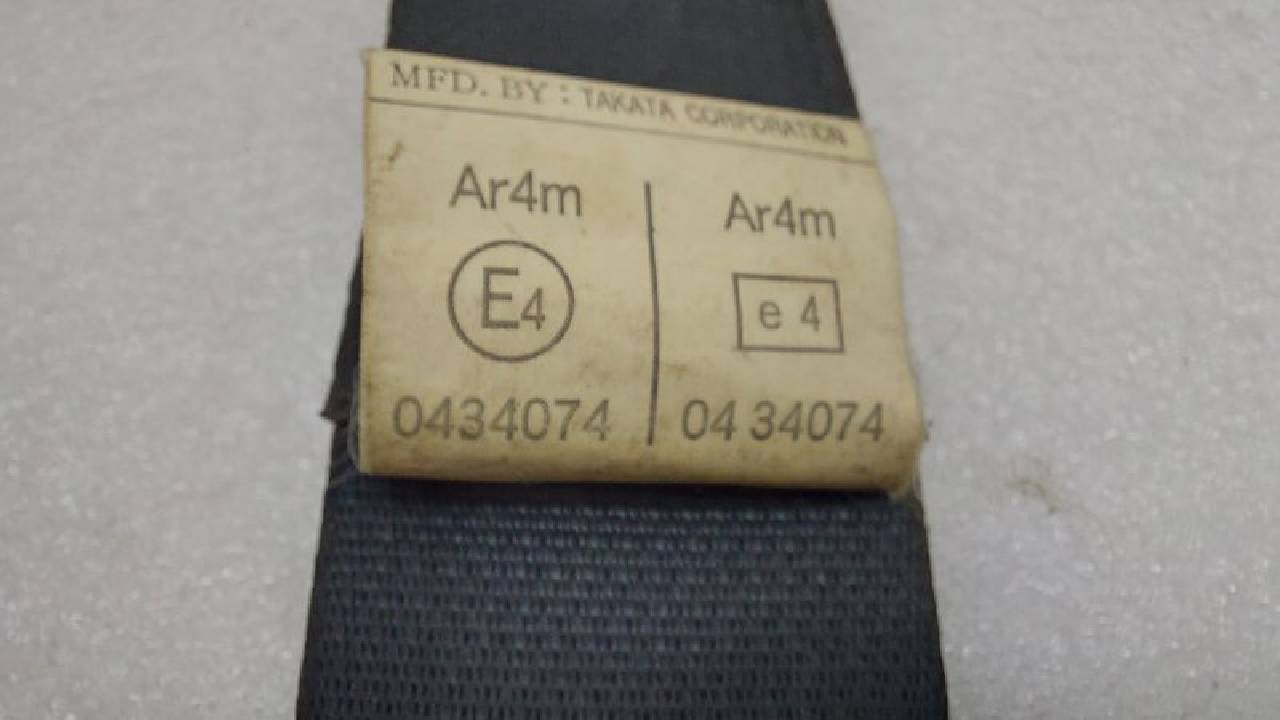 MFD. BY : TAKATA CORPORATION
Ar4m
E4
0434074
Ar4m
e 4
04 34074